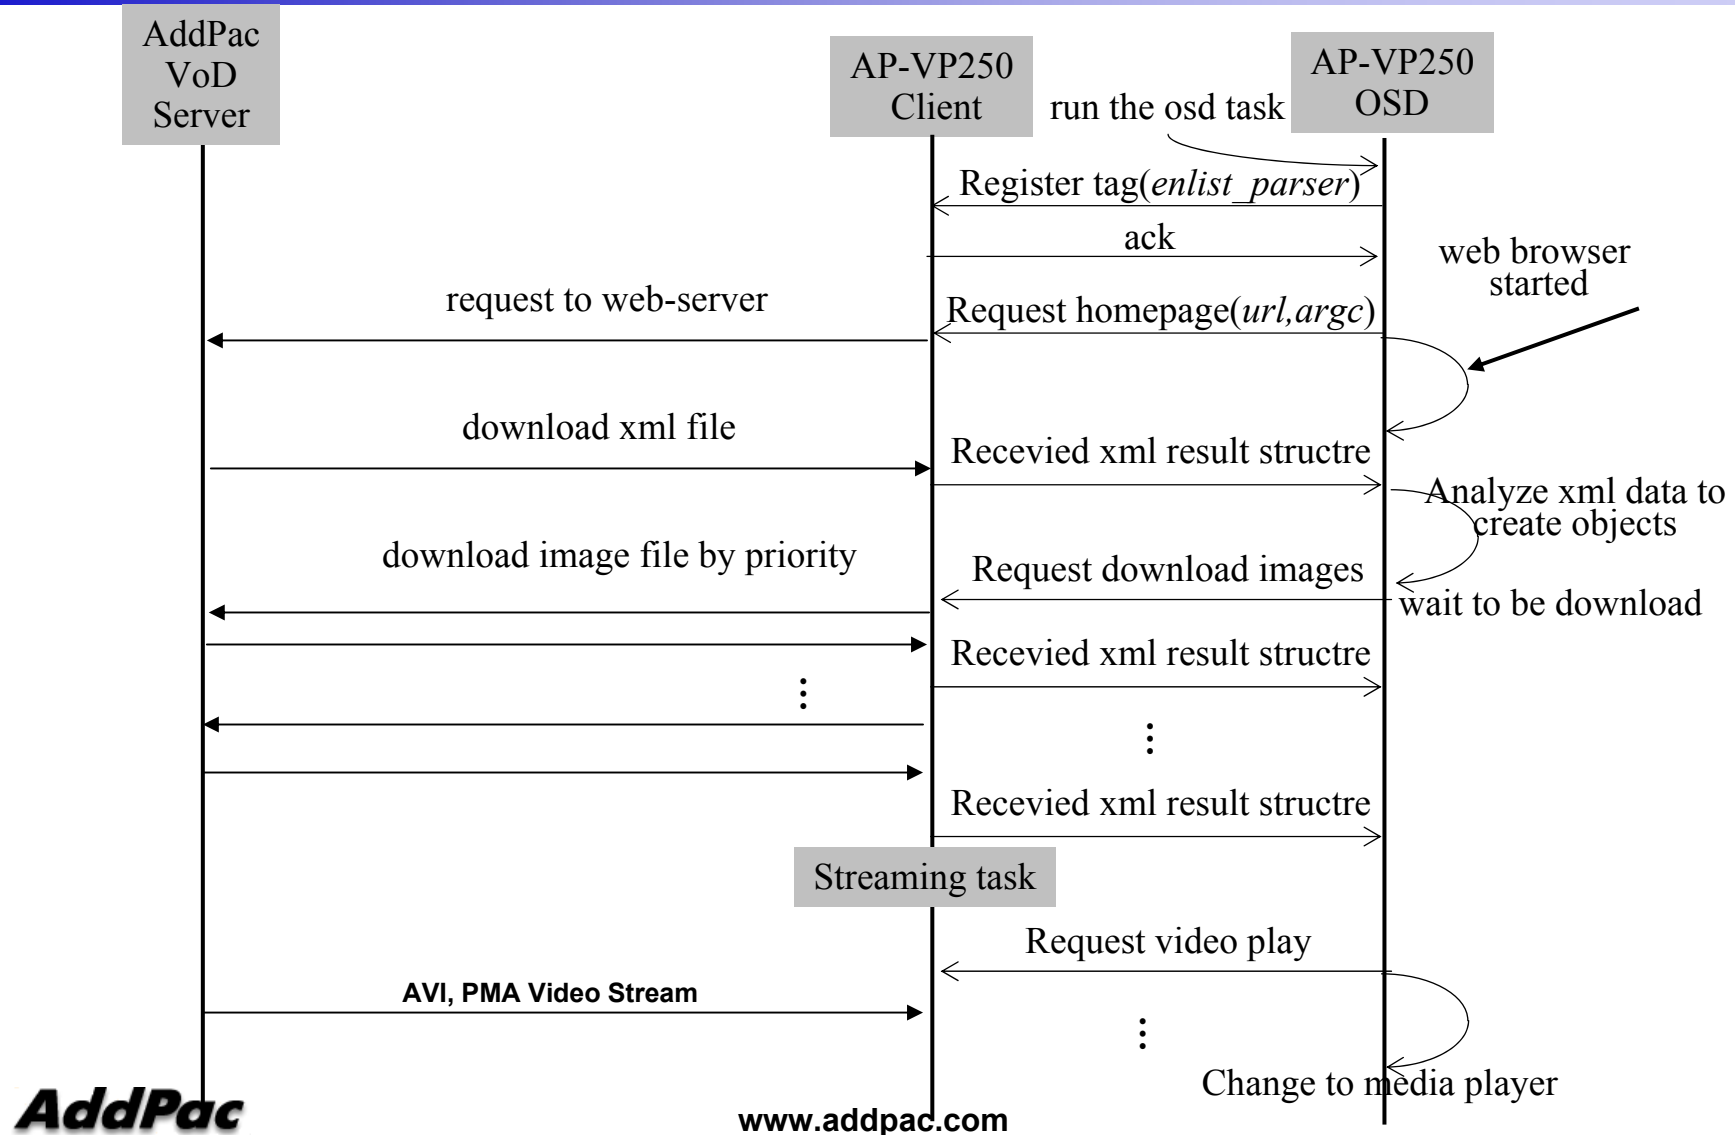 AddPac
VoD
Server
AP-VP250
Client
AP-VP250
OSD
run the osd task
Register tag(enlist_parser)
ack
web browser
started
request to web-server
Request homepage(url,argc)
download xml file
Recevied xml result structre
Analyze xml data to
create objects
download image file by priority
Request download images
wait to be download
Recevied xml result structre
Recevied xml result structre
Streaming task
Request video play
AVI, PMA Video Stream
Change to media player
AddPac
www.addpac.com